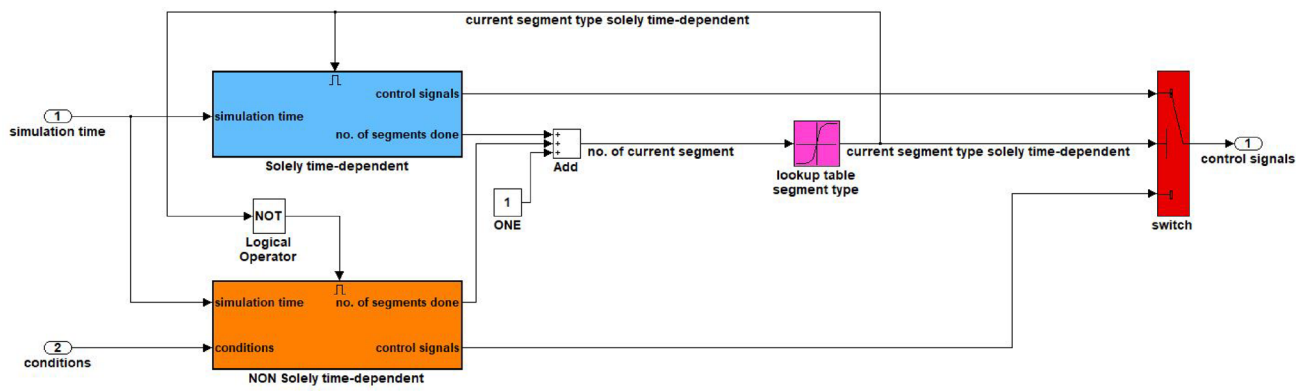 current segment type solely time-dependent
1
simulation time
simulation time
control signals
no. of segments done
Solely time-dependent
+
+
+
Add
no. of current segment
1
ONE
lookup table
segment type
current segment type solely time-dependent
switch
1
control signals
NOT
Logical
Operator
simulation time
no. of segments done
2
conditions
conditions
control signals
NON Solely time-dependent